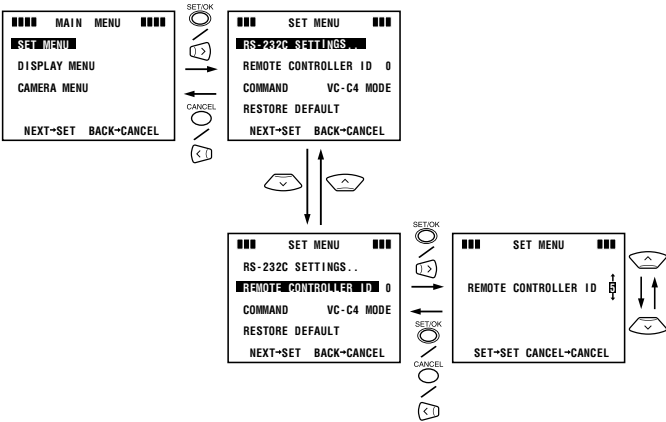 MAIN MENU
SET MENU
DISPLAY MENU
CAMERA MENU
NEXT→SET BACK→CANCEL
SET/OK
CANCEL
SET MENU
RS-232C SETTINGS..
REMOTE CONTROLLER ID 0
COMMAND VC-C4 MODE
RESTORE DEFAULT
NEXT→SET BACK→CANCEL
SET MENU
RS-232C SETTINGS..
REMOTE CONTROLLER ID 0
COMMAND VC-C4 MODE
RESTORE DEFAULT
NEXT→SET BACK→CANCEL
SET/OK
SET/OK
CANCEL
SET MENU
REMOTE CONTROLLER ID 5
SET→SET CANCEL→CANCEL